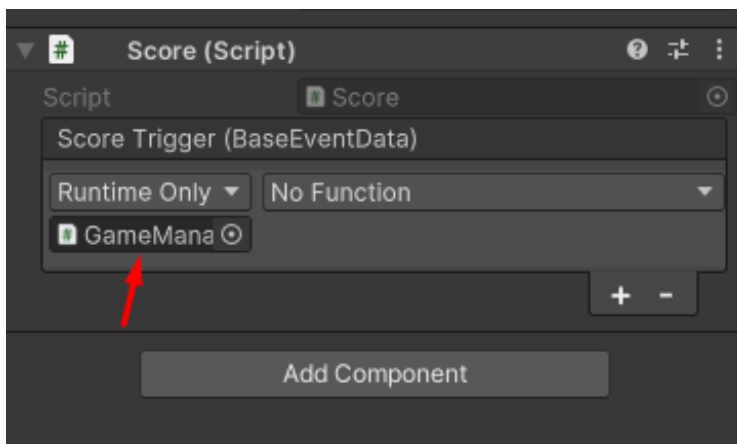 Score (Script)
Script Score
Score Trigger (BaseEventData)
Runtime Only No Function
GameMana
+ -
Add Component